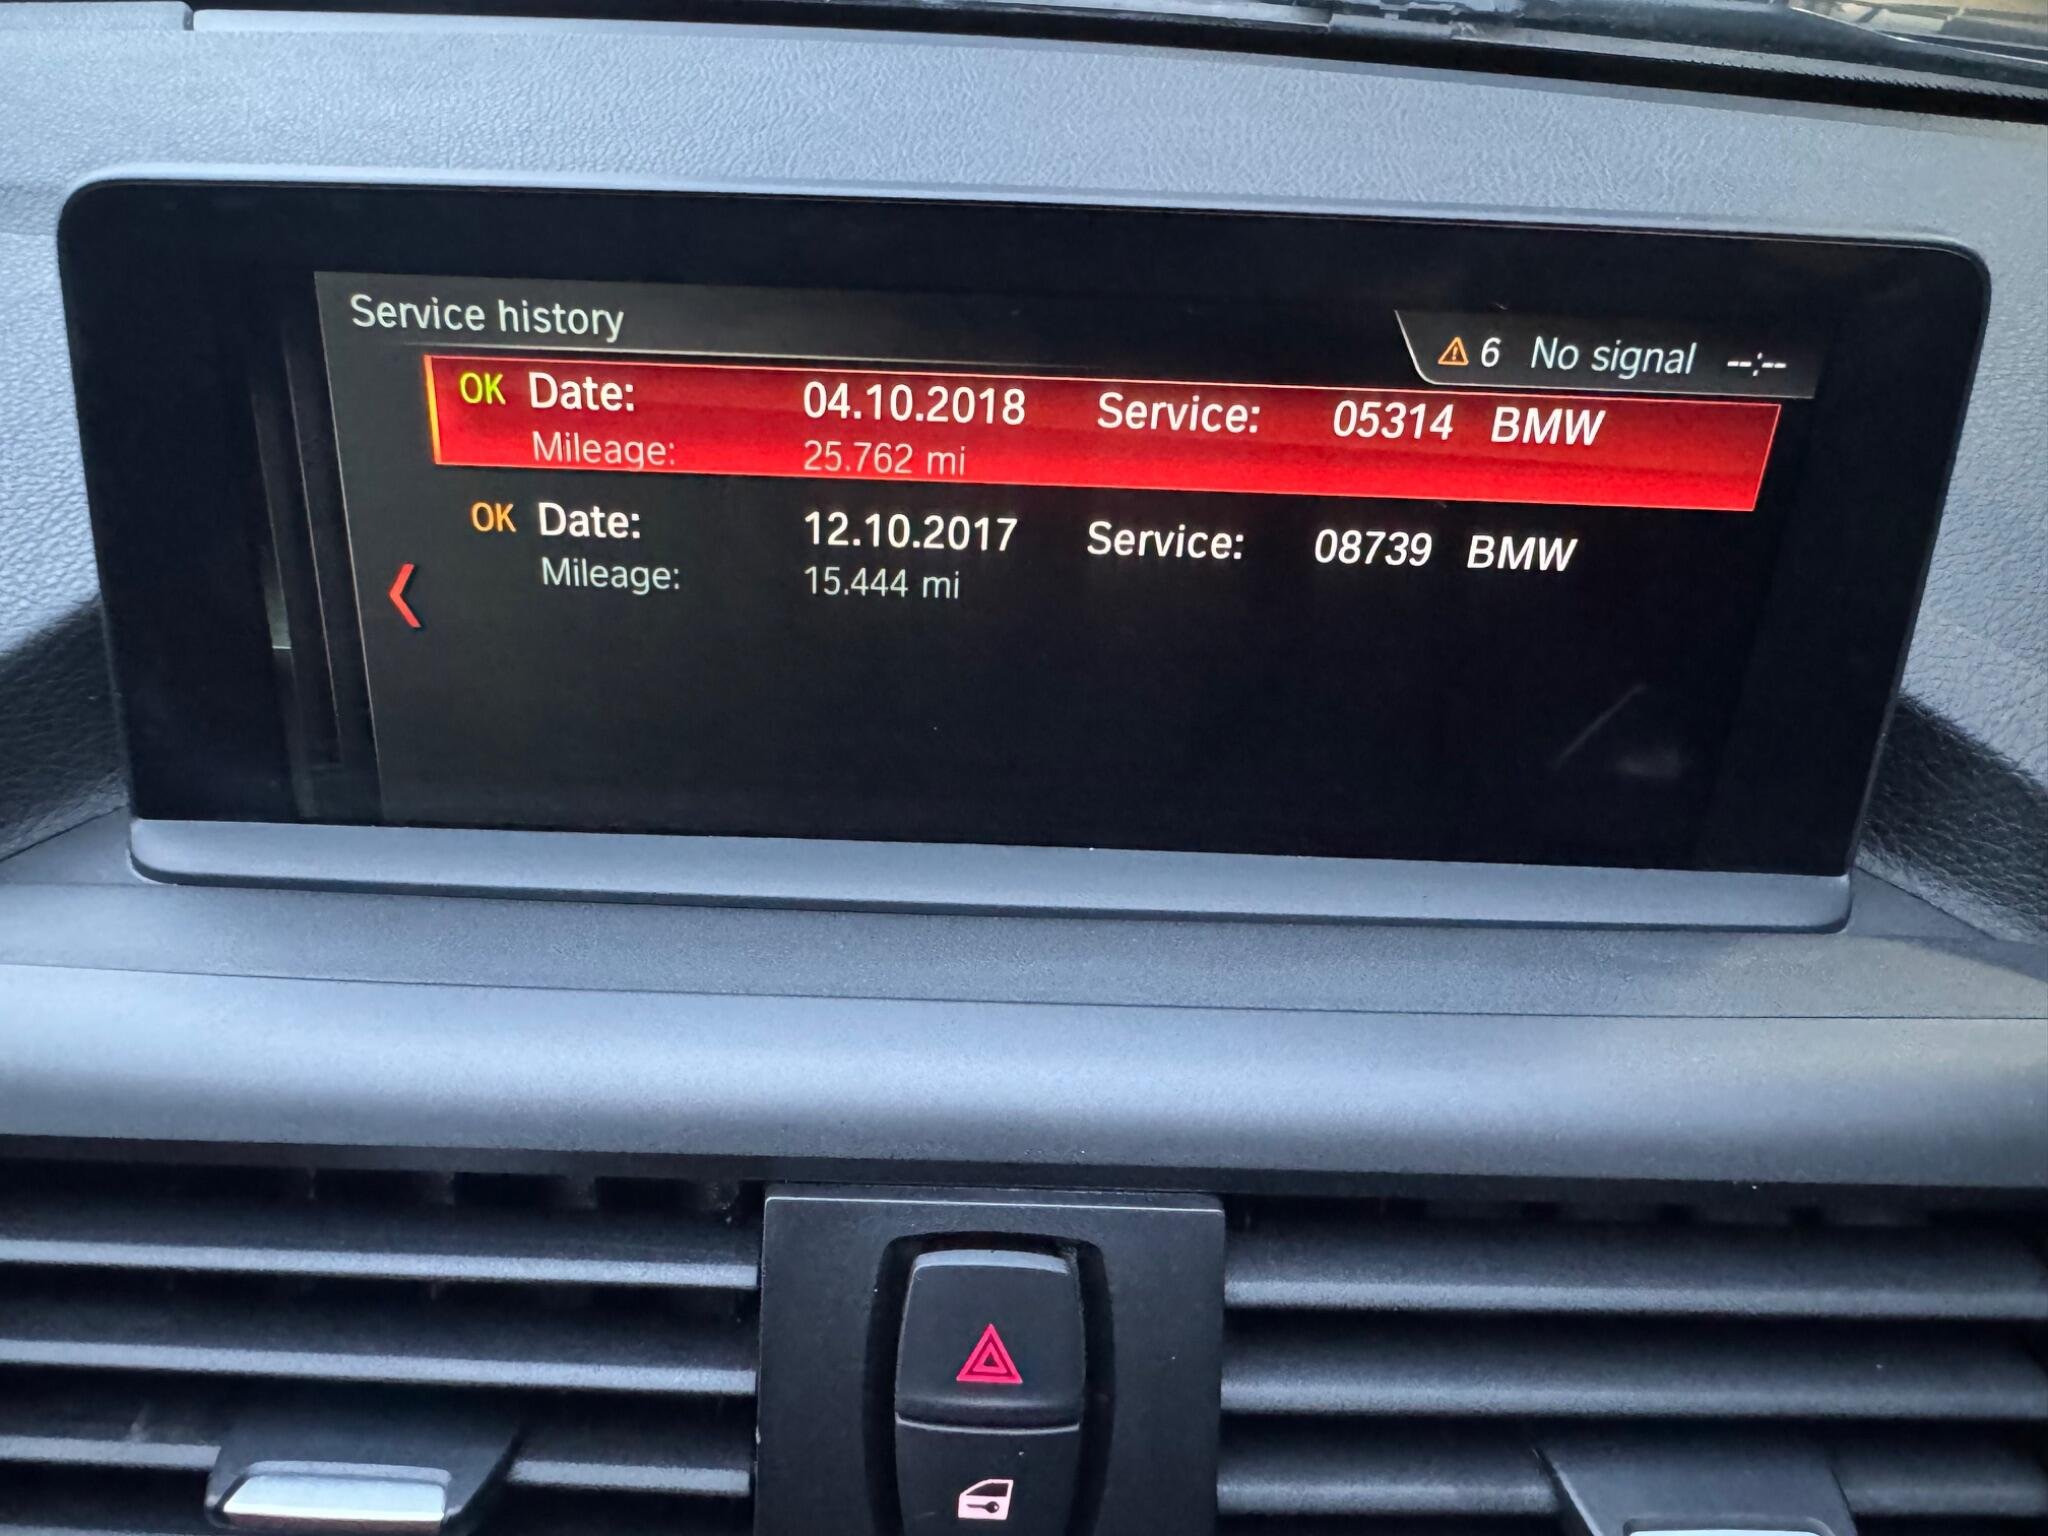 Service history
6 No signal --:--
OK Date: 04.10.2018 Service: 05314 BMW
Mileage: 25.762 mi
OK Date: 12.10.2017 Service: 08739 BMW
Mileage: 15.444 mi